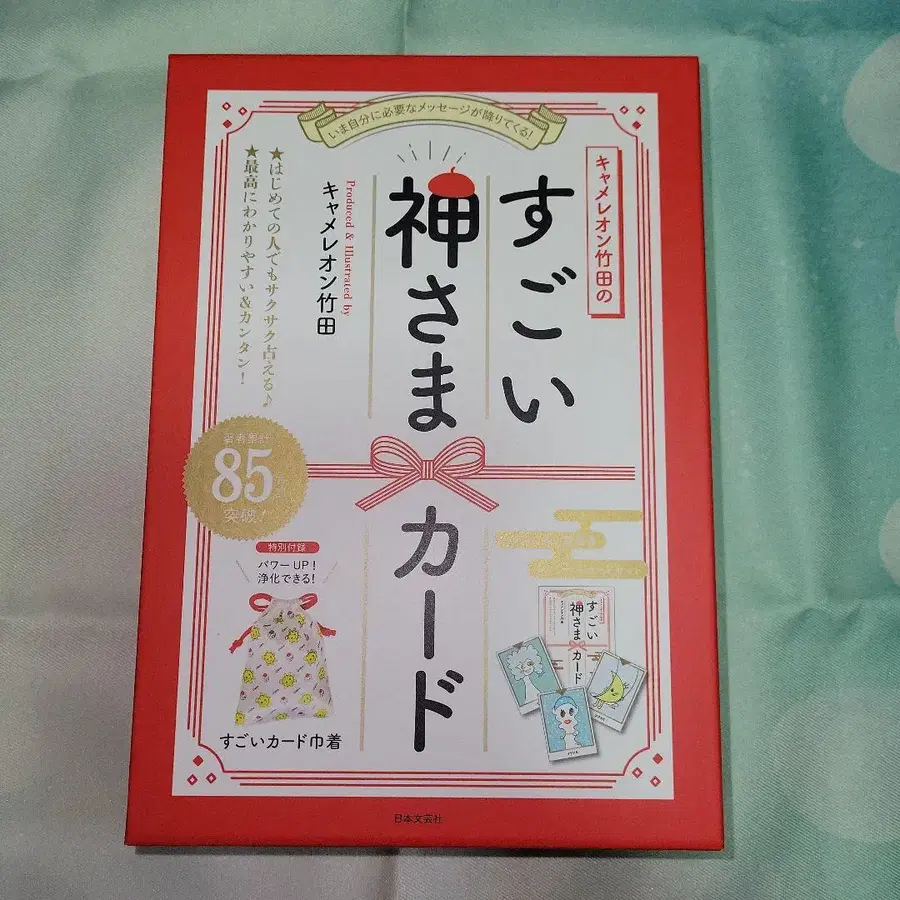 いま自分に必要なメッセージが降りてくる!
キャメレオン竹田の
すごい
神さま
カード
Produced & Illustrated by
キャメレオン竹田
★はじめての人でもサクサク占える♪
★最高にわかりやすい&カンタン!
著者累計
85
突破!
特別付録
パワーUP!
浄化できる!
すごいカード巾着
すごい
神さま
カード
日本文芸社